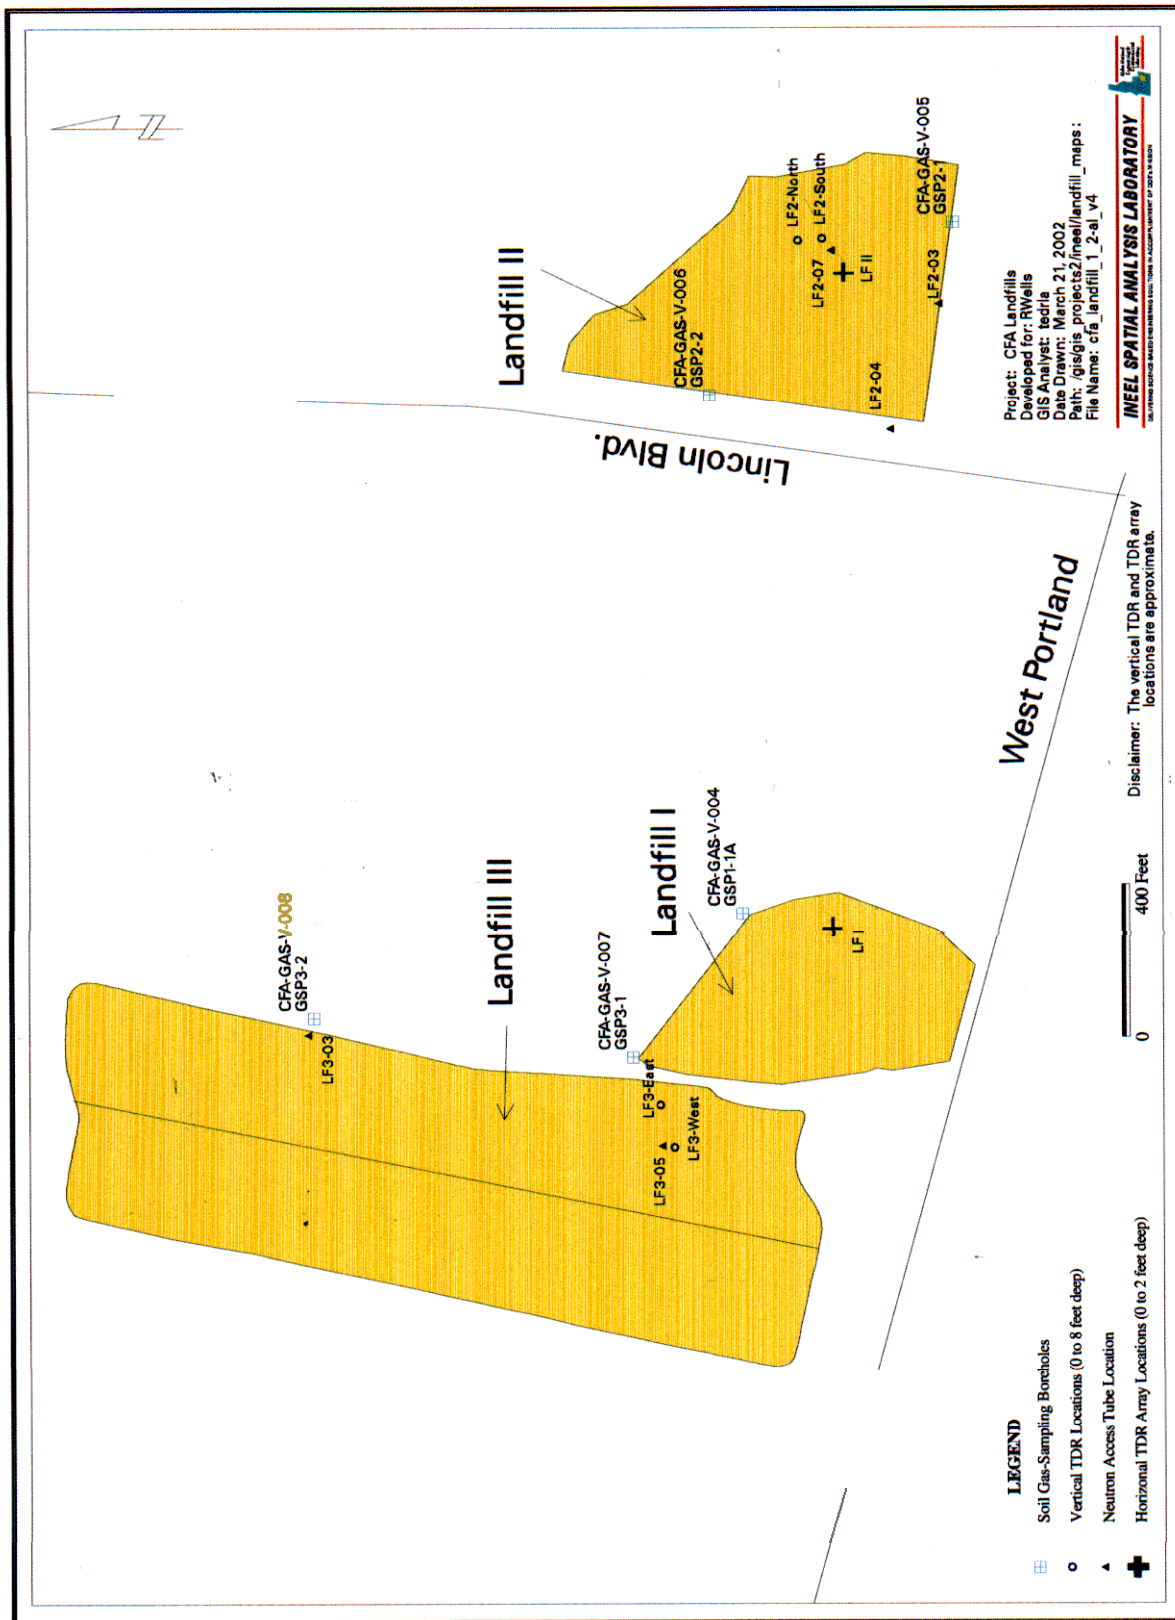 Landfill II
CFA-GAS-V-006
GSP2-2
LF2-North
LF2-South
LF2-07
LF II
LF2-04
LF2-03
CFA-GAS-V-005
GSP2-1
Lincoln Blvd.
West Portland
CFA-GAS-V-008
GSP3-2
LF3-03
Landfill III
CFA-GAS-V-007
GSP3-1
LF3-East
LF3-West
LF3-05
Landfill I
CFA-GAS-V-004
GSP1-1A
LF I
LEGEND
Soil Gas-Sampling Boreholes
Vertical TDR Locations (0 to 8 feet deep)
Neutron Access Tube Location
Horizonal TDR Array Locations (0 to 2 feet deep)
0 400 Feet
Disclaimer: The vertical TDR and TDR array
locations are approximate.
Project: CFA Landfills
Developed for: RWells
GIS Analyst: tedrla
Date Drawn: March 21, 2002
Path: /gis/gis_projects2/ineel/landfill_maps:
File Name: cfa_landfill_1_2-al_v4
INEEL SPATIAL ANALYSIS LABORATORY